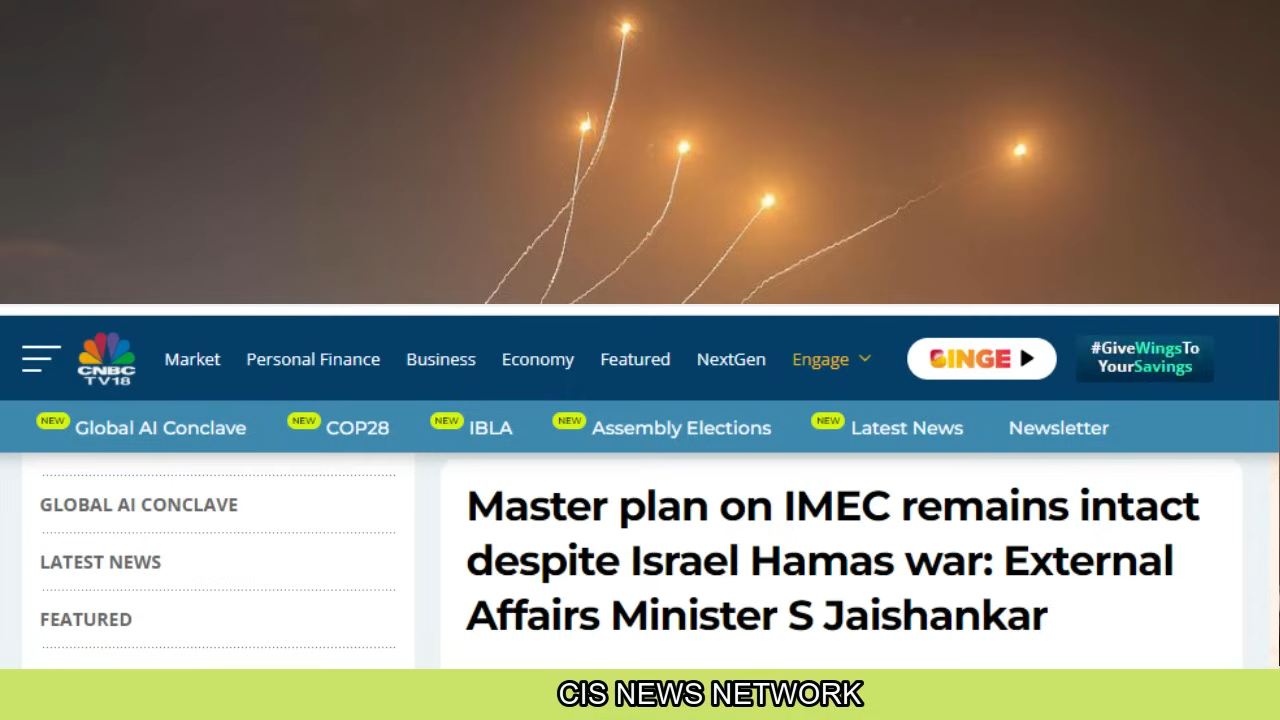 CNBC
TV18
Market Personal Finance Business Economy Featured NextGen Engage
BINGE
#GiveWingsTo
YourSavings
NEW Global AI Conclave NEW COP28 NEW IBLA NEW Assembly Elections NEW Latest News Newsletter
GLOBAL AI CONCLAVE
LATEST NEWS
FEATURED
Master plan on IMEC remains intact
despite Israel Hamas war: External
Affairs Minister S Jaishankar
CIS NEWS NETWORK